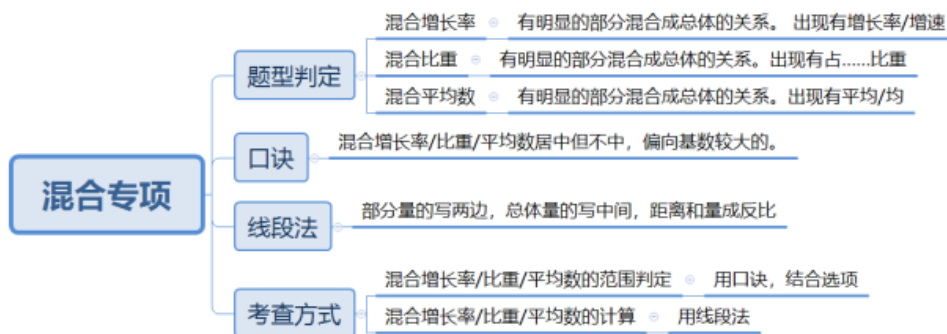 混合专项
题型判定
混合增长率 有明显的部分混合成总体的关系。 出现有增长率/增速
混合比重 有明显的部分混合成总体的关系。出现有占……比重
混合平均数 有明显的部分混合成总体的关系。出现有平均/均
口诀
混合增长率/比重/平均数居中但不中，偏向基数较大的。
线段法
部分量的写两边，总体量的写中间，距离和量成反比
考查方式
混合增长率/比重/平均数的范围判定 用口诀，结合选项
混合增长率/比重/平均数的计算 用线段法